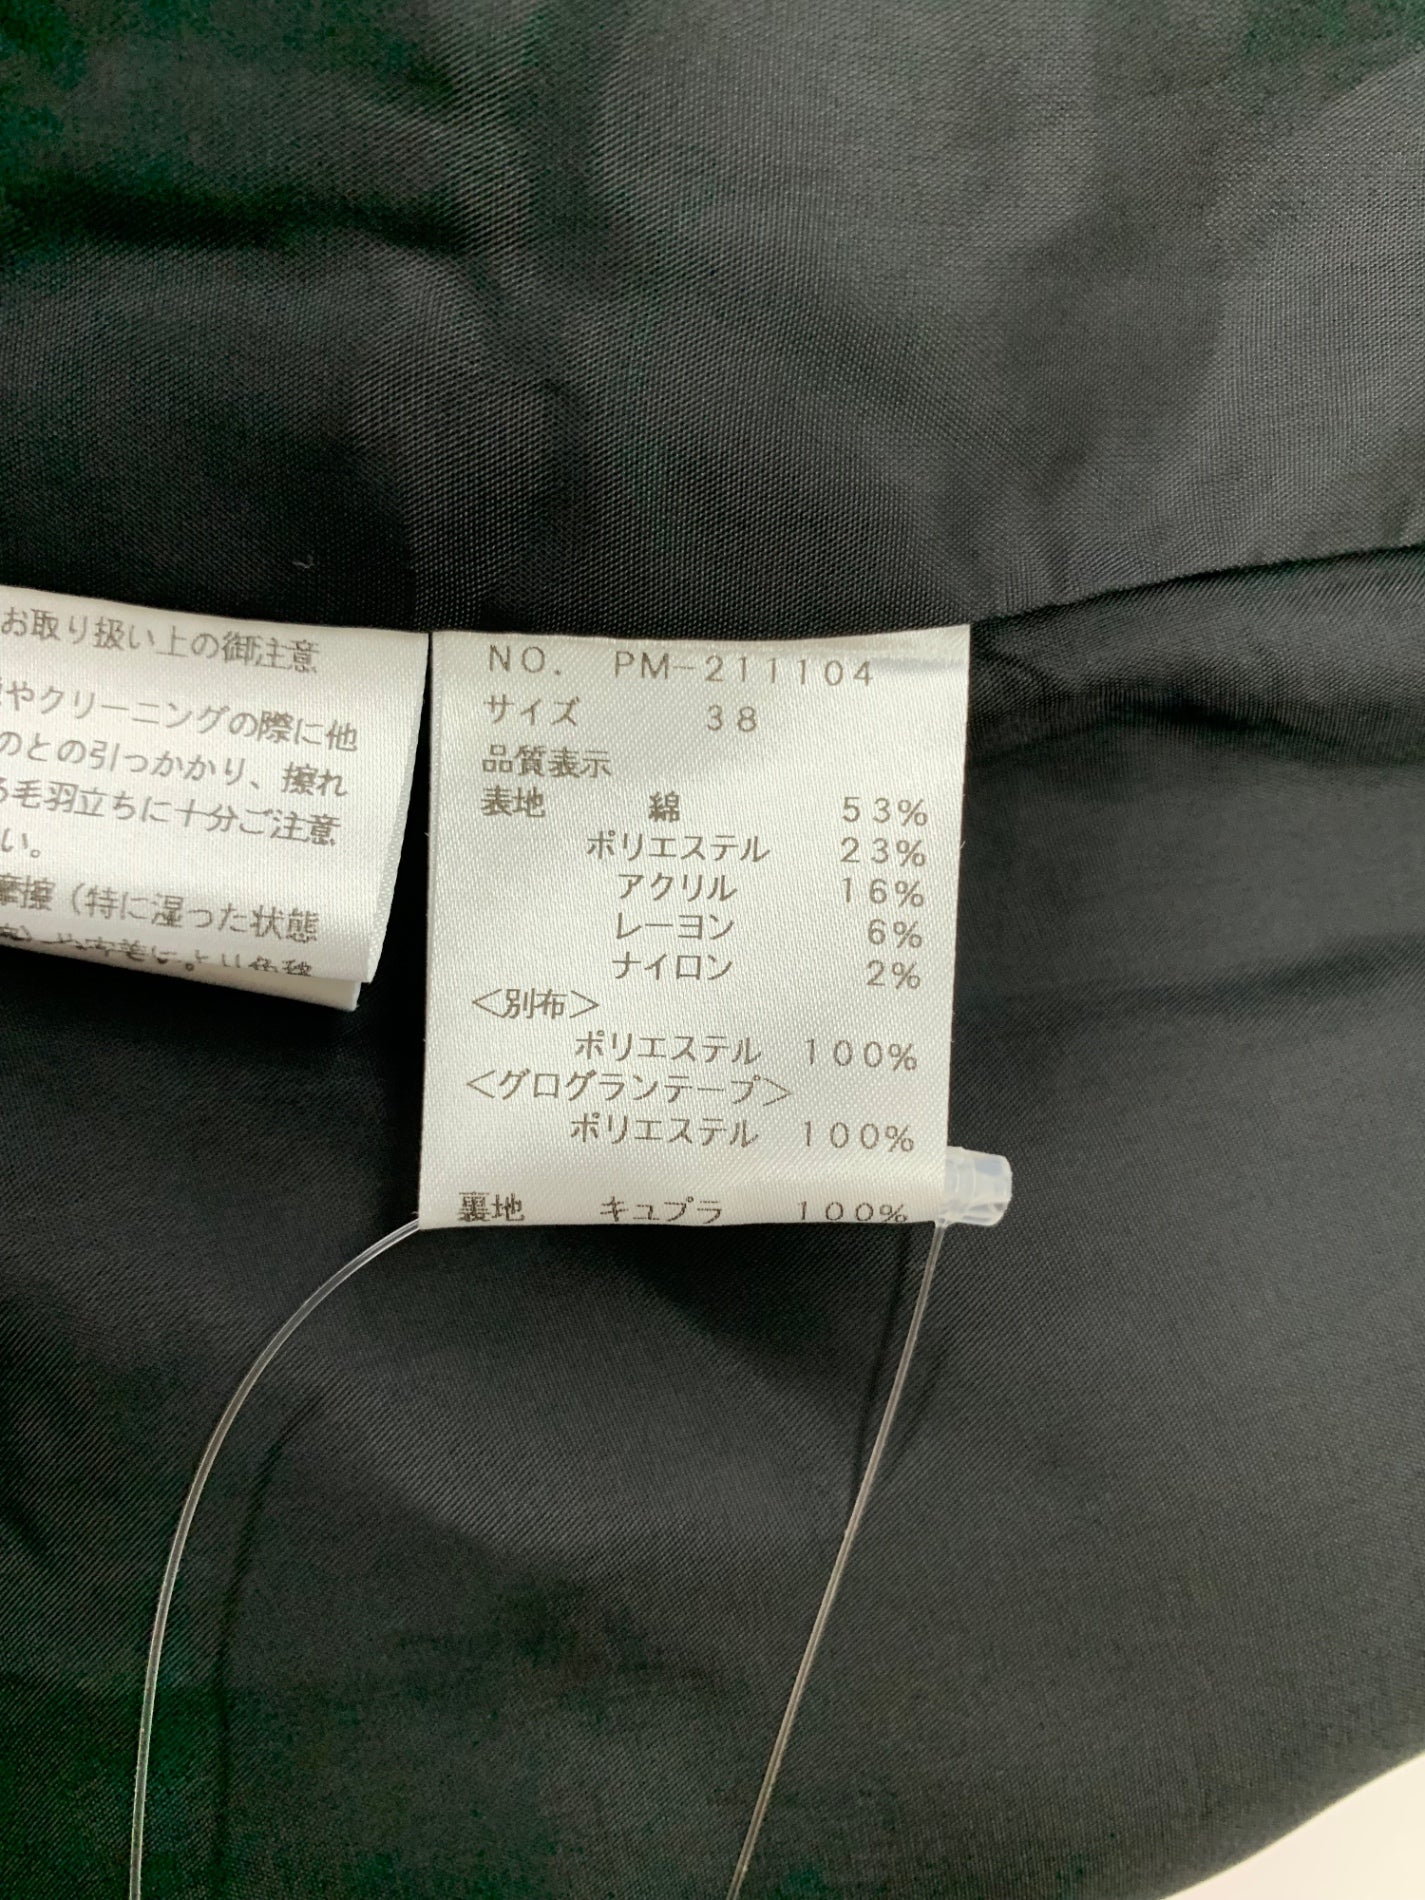 お取り扱い上の御注意
やクリーニングの際に他
のとの引っかかり、擦れ
る毛羽立ちに十分ご注意
い。
摩擦（特に湿った状態
NO. PM-211104
サイズ 38
品質表示
表地 綿 53%
ポリエステル 23%
アクリル 16%
レーヨン 6%
ナイロン 2%
＜別布＞
ポリエステル 100%
＜グログランテープ＞
ポリエステル 100%
裏地 キュプラ 100%